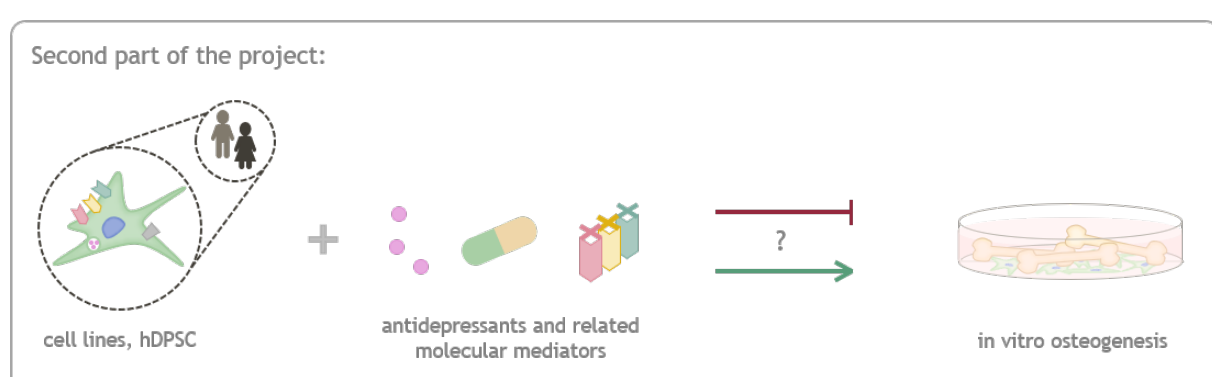 Second part of the project:
+
?
cell lines, hDPSC
antidepressants and related
molecular mediators
in vitro osteogenesis